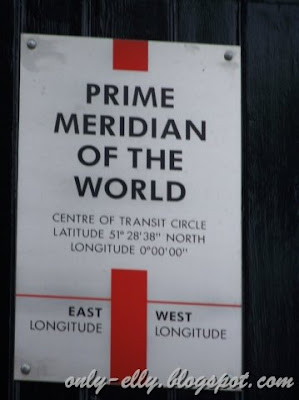 PRIME
MERIDIAN
OF THE
WORLD
CENTRE OF TRANSIT CIRCLE
LATITUDE 51° 28'38" NORTH
LONGITUDE 0°00'00"
EAST
LONGITUDE
WEST
LONGITUDE
only-elly.blogspot.com